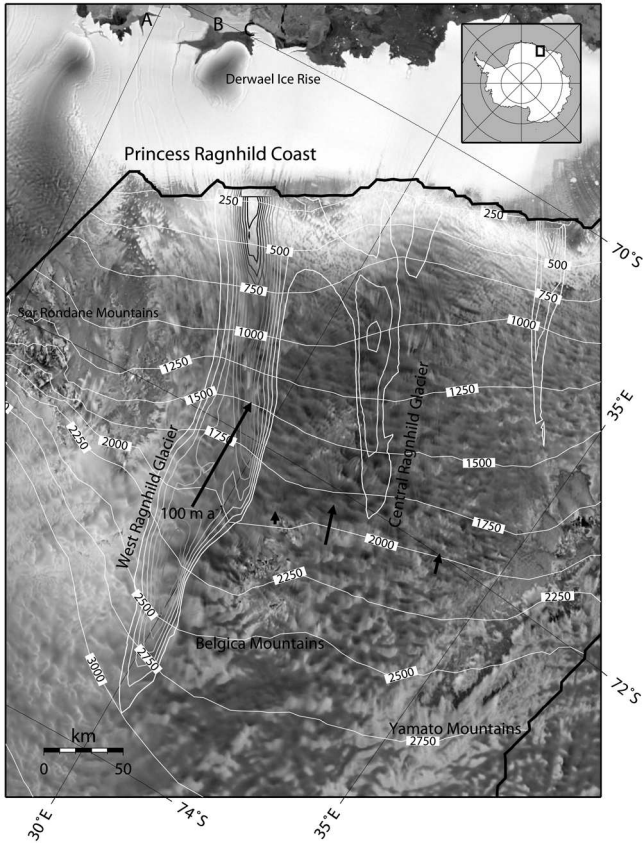 A
B
C
Derwael Ice Rise
Princess Ragnhild Coast
250
250
500
500
70°S
750
750
Sør Rondane Mountains
1000
1000
1250
1250
1500
1750
2000
2250
35°E
1500
West Ragnhild Glacier
Central Ragnhild Glacier
100 m a
1750
2000
2250
2250
2500
Belgica Mountains
2750
3000
2500
72°S
Yamato Mountains
2750
km
0 50
30°E
74°S
35°E